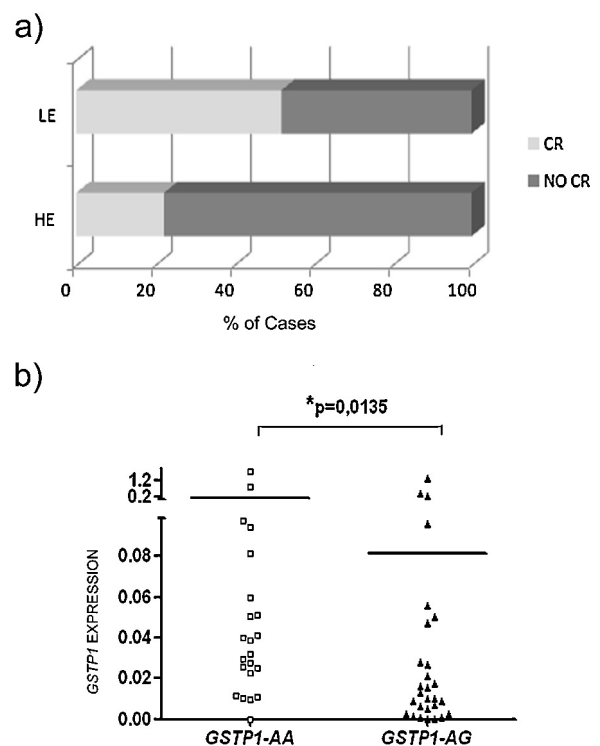 a)
LE
HE
CR
NO CR
0 20 40 60 80 100
% of Cases
b)
*p=0,0135
1.2
0.2
0.08
0.06
0.04
0.02
0.00
GSTP1 EXPRESSION
GSTP1-AA GSTP1-AG